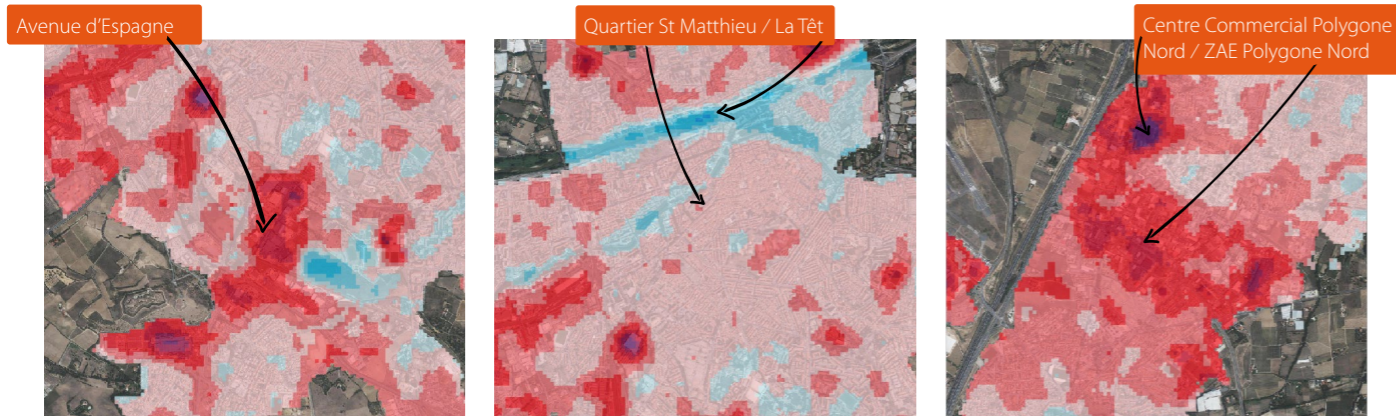 Avenue d’Espagne
Quartier St Matthieu / La Têt
Centre Commercial Polygone
Nord / ZAE Polygone Nord